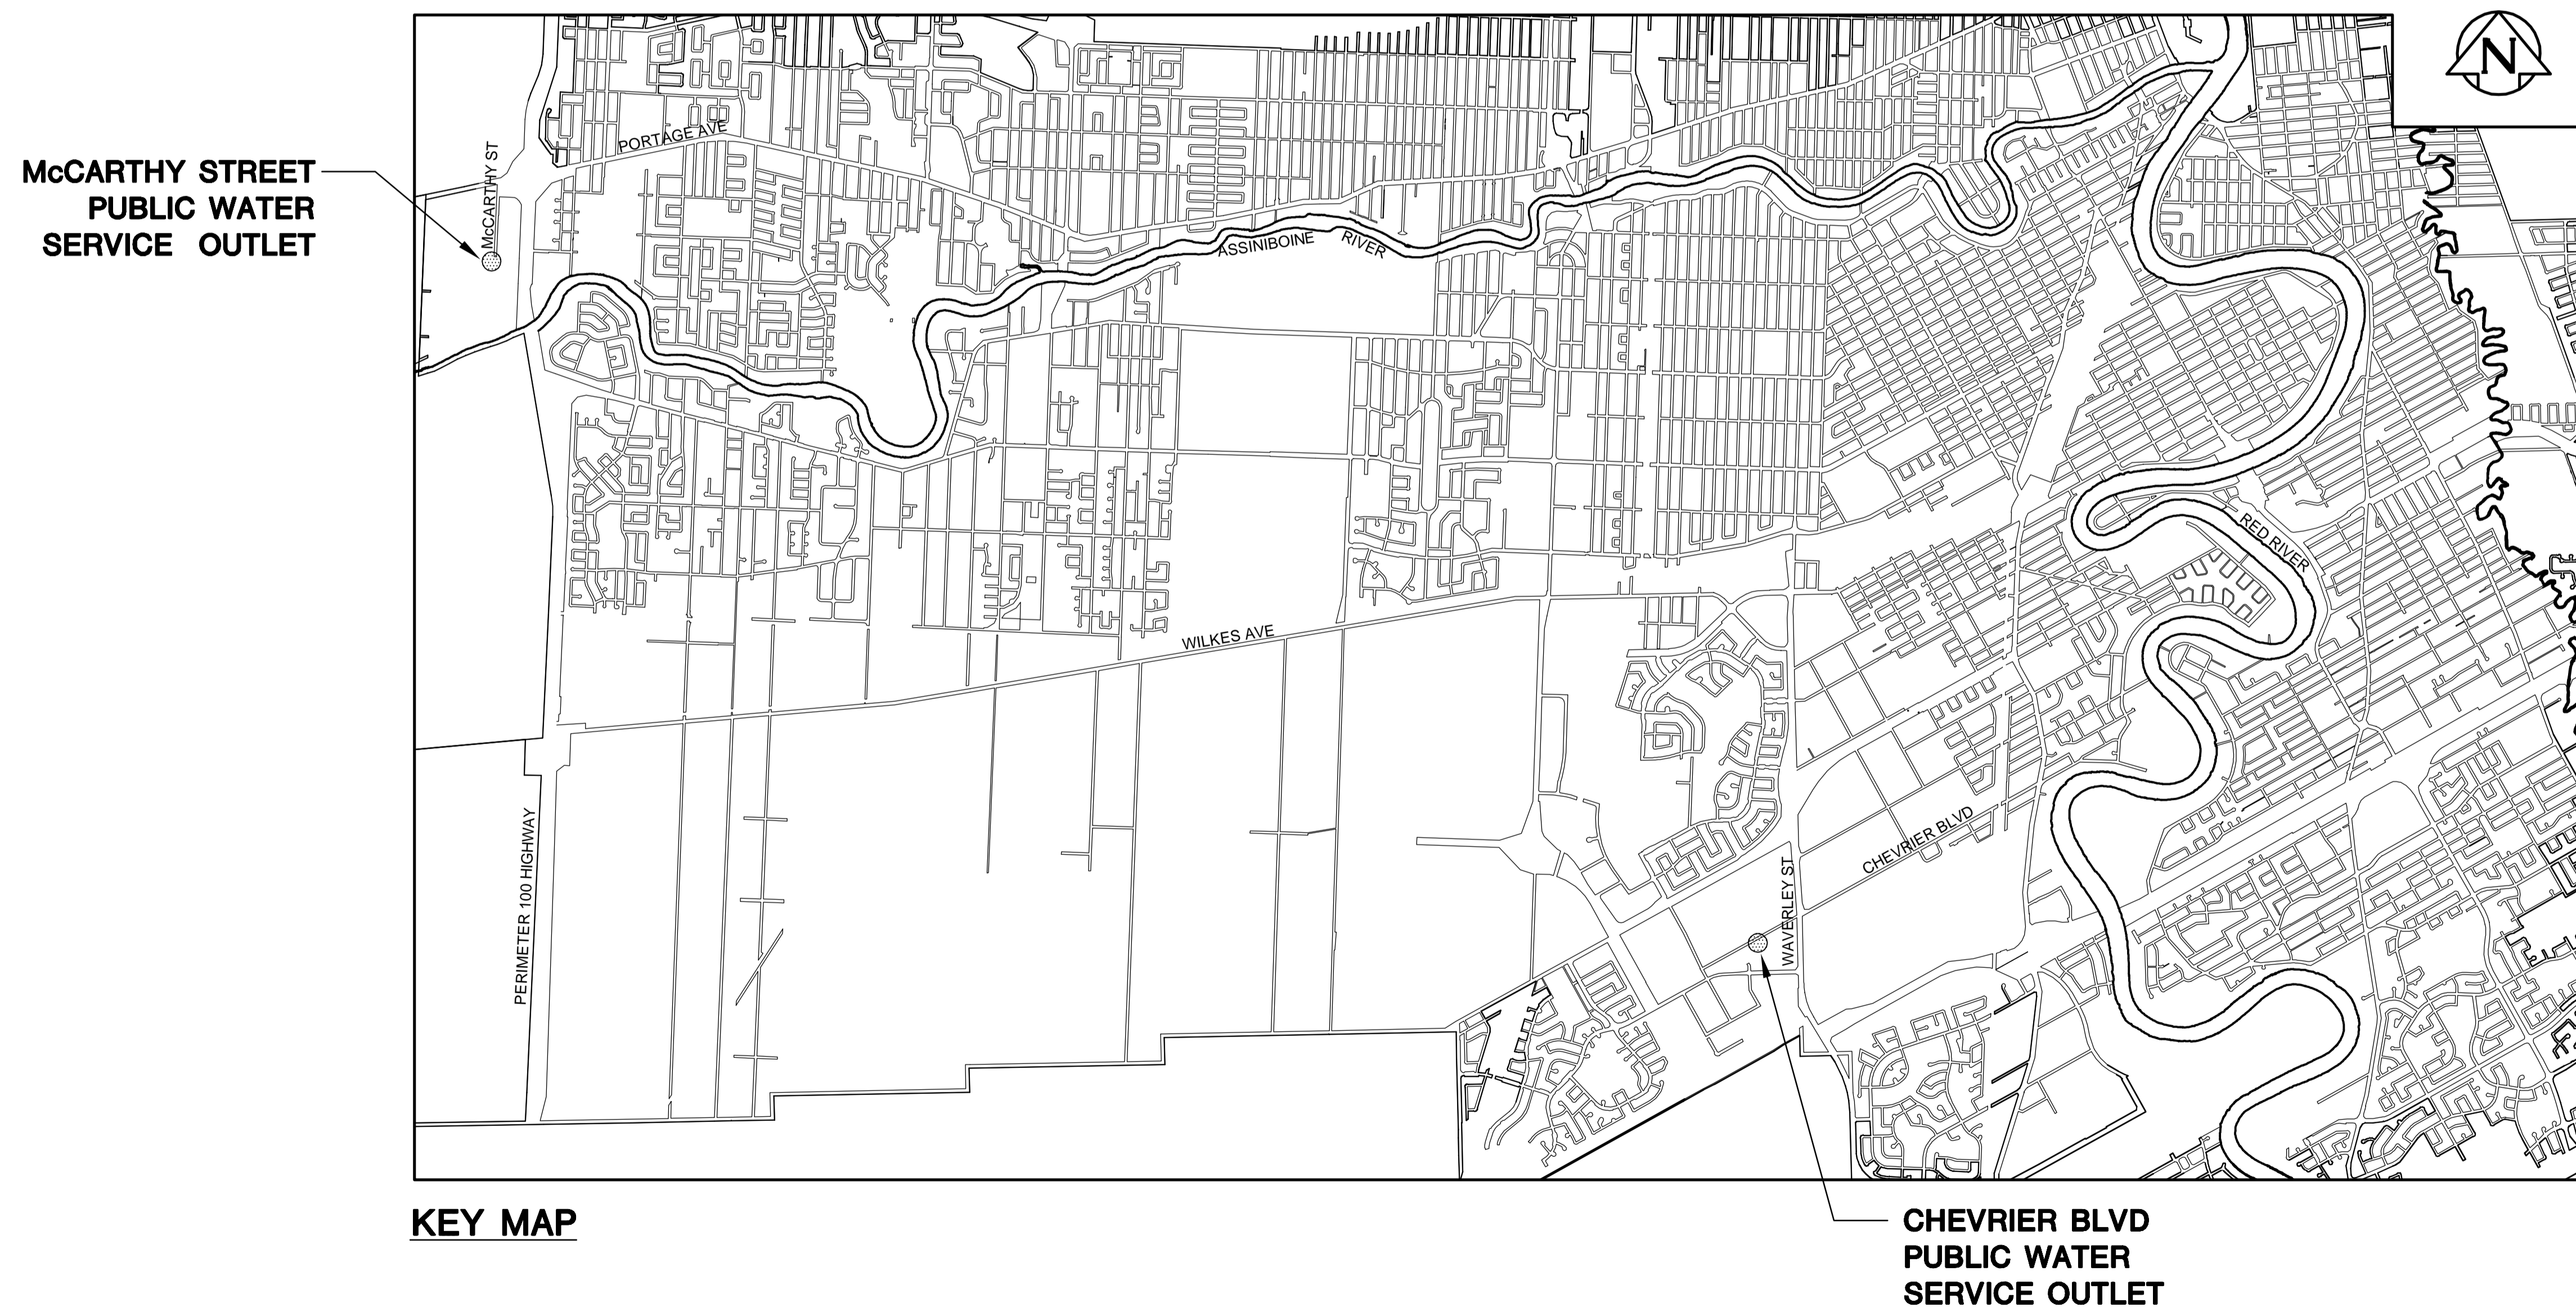 N
McCARTHY STREET
PUBLIC WATER
SERVICE OUTLET
McCARTHY ST
PORTAGE AVE
ASSINIBOINE RIVER
RED RIVER
WILKES AVE
PERIMETER 100 HIGHWAY
CHEVRIER BLVD
WAVERLEY ST
KEY MAP
CHEVRIER BLVD
PUBLIC WATER
SERVICE OUTLET